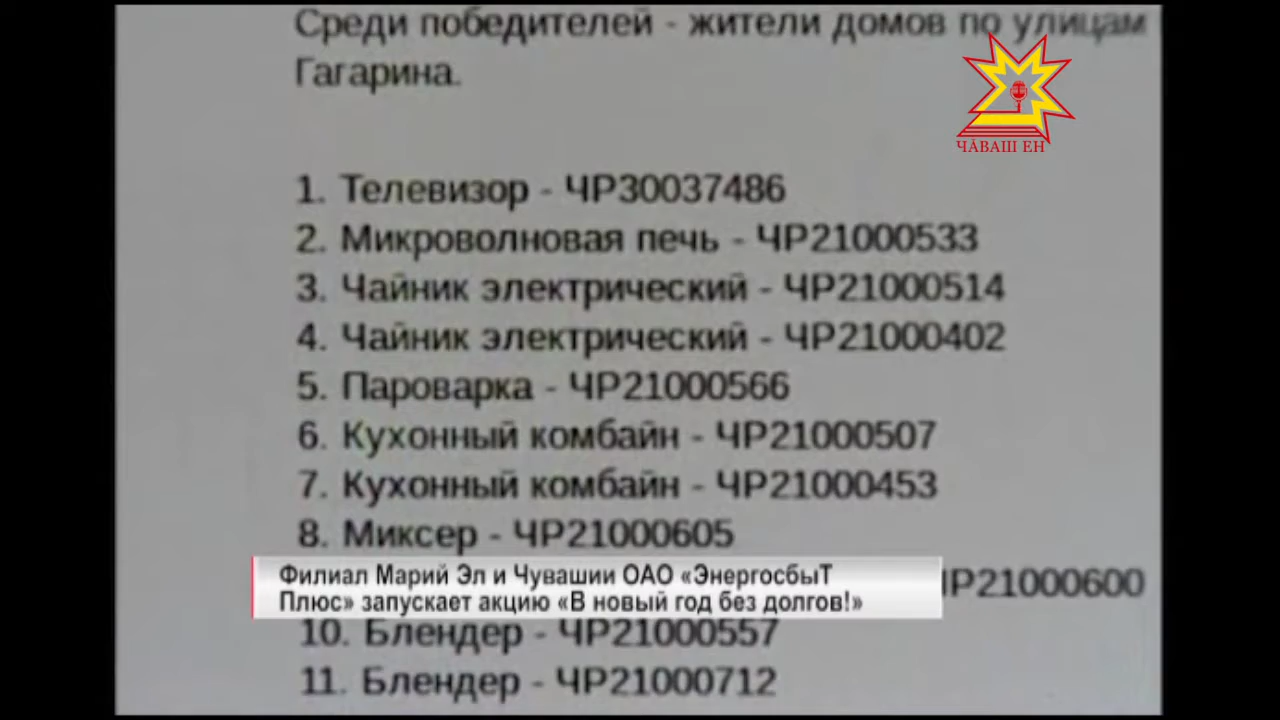 Среди победителей - жители домов по улицам
Гагарина.
ЧӐВАШ ЕН
1. Телевизор - ЧР30037486
2. Микроволновая печь - ЧР21000533
3. Чайник электрический - ЧР21000514
4. Чайник электрический - ЧР21000402
5. Пароварка - ЧР21000566
6. Кухонный комбайн - ЧР21000507
7. Кухонный комбайн - ЧР21000453
8. Миксер - ЧР21000605
Филиал Марий Эл и Чувашии ОАО «ЭнергосбыТ
Плюс» запускает акцию «В новый год без долгов!»
ЧР21000600
10. Блендер - ЧР21000557
11. Блендер - ЧР21000712